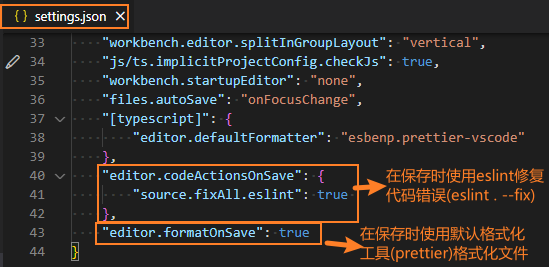 { } settings.json ×
33 "workbench.editor.splitInGroupLayout": "vertical",
34 "js/ts.implicitProjectConfig.checkJs": true,
35 "workbench.startupEditor": "none",
36 "files.autoSave": "onFocusChange",
37 "[typescript]": {
38 "editor.defaultFormatter": "esbenp.prettier-vscode"
39 },
40 "editor.codeActionsOnSave": {
41 "source.fixAll.eslint": true
42 },
43 "editor.formatOnSave": true
44 }
在保存时使用eslint修复
代码错误(eslint . --fix)
在保存时使用默认格式化
工具(prettier)格式化文件